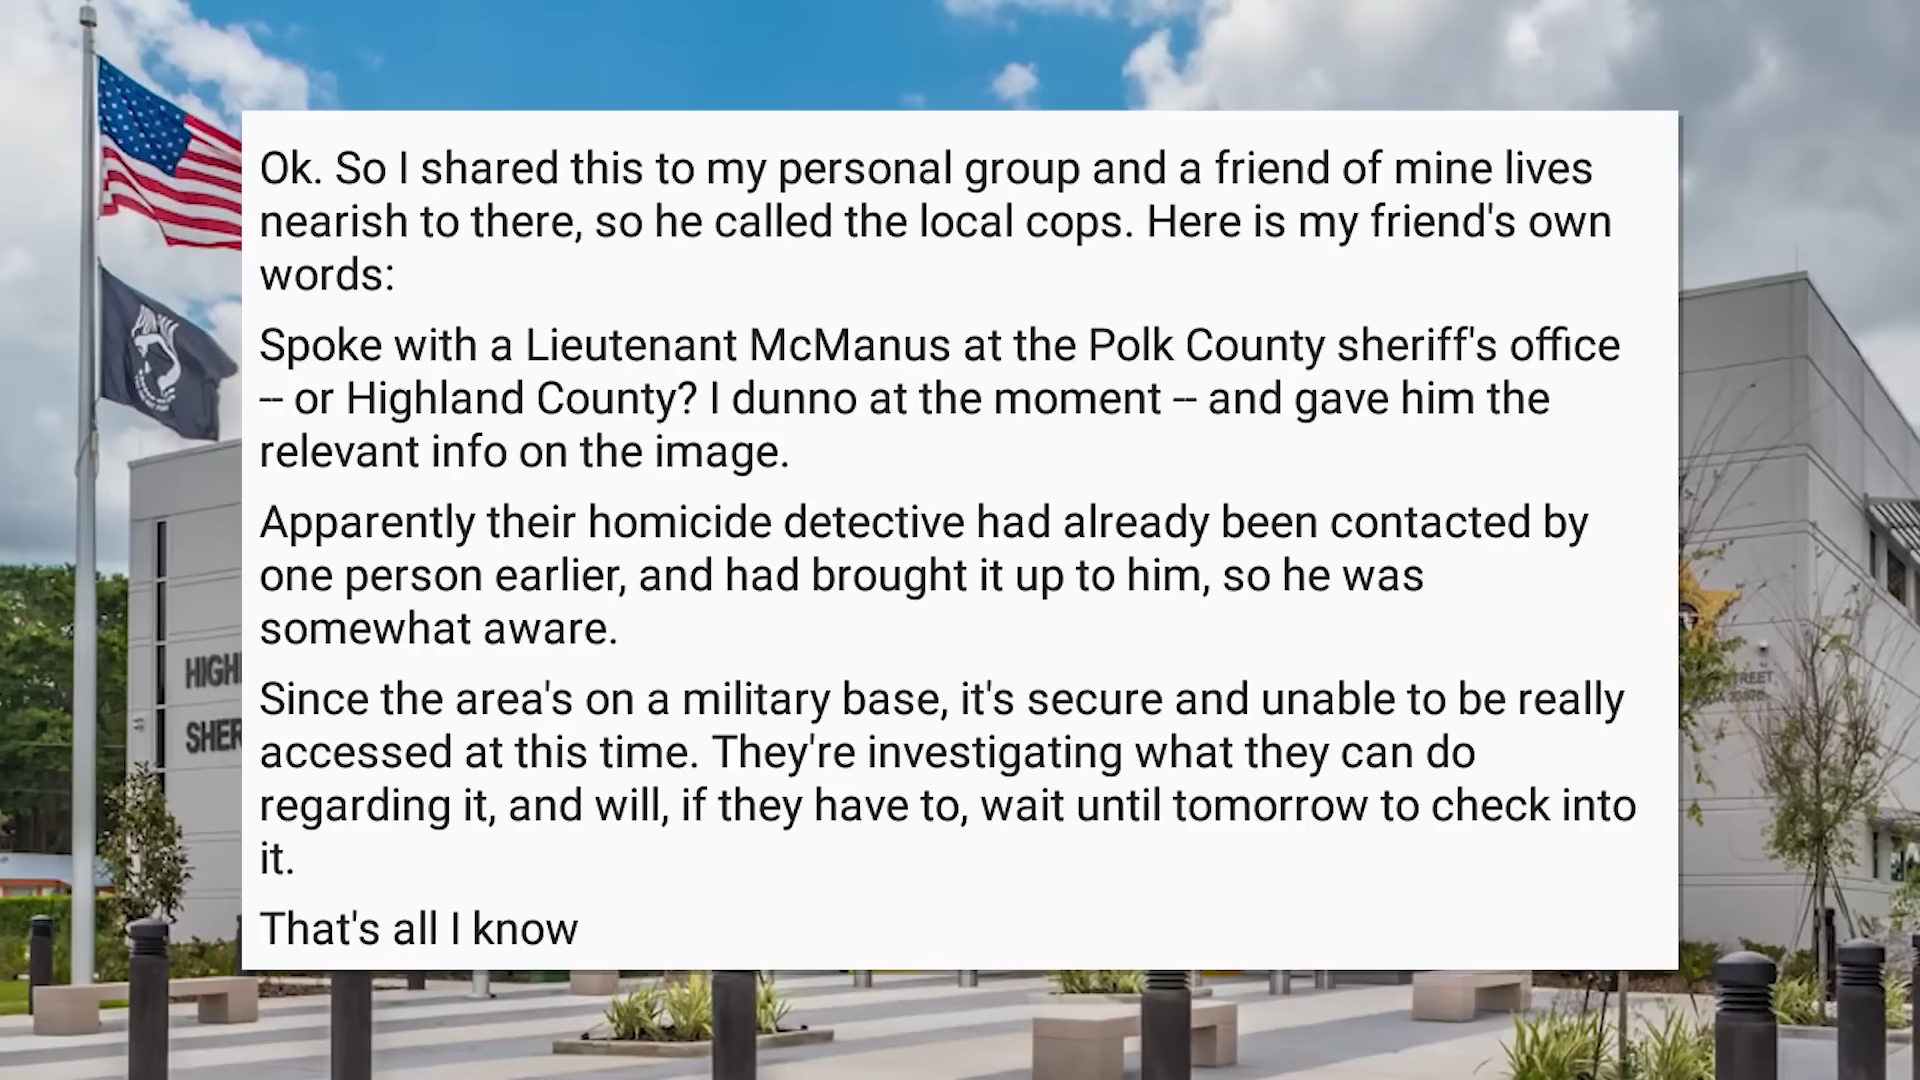 Ok. So I shared this to my personal group and a friend of mine lives
nearish to there, so he called the local cops. Here is my friend's own
words:
Spoke with a Lieutenant McManus at the Polk County sheriff's office
-- or Highland County? I dunno at the moment -- and gave him the
relevant info on the image.
Apparently their homicide detective had already been contacted by
one person earlier, and had brought it up to him, so he was
somewhat aware.
Since the area's on a military base, it's secure and unable to be really
accessed at this time. They're investigating what they can do
regarding it, and will, if they have to, wait until tomorrow to check into
it.
That's all I know
HIGH
SHER